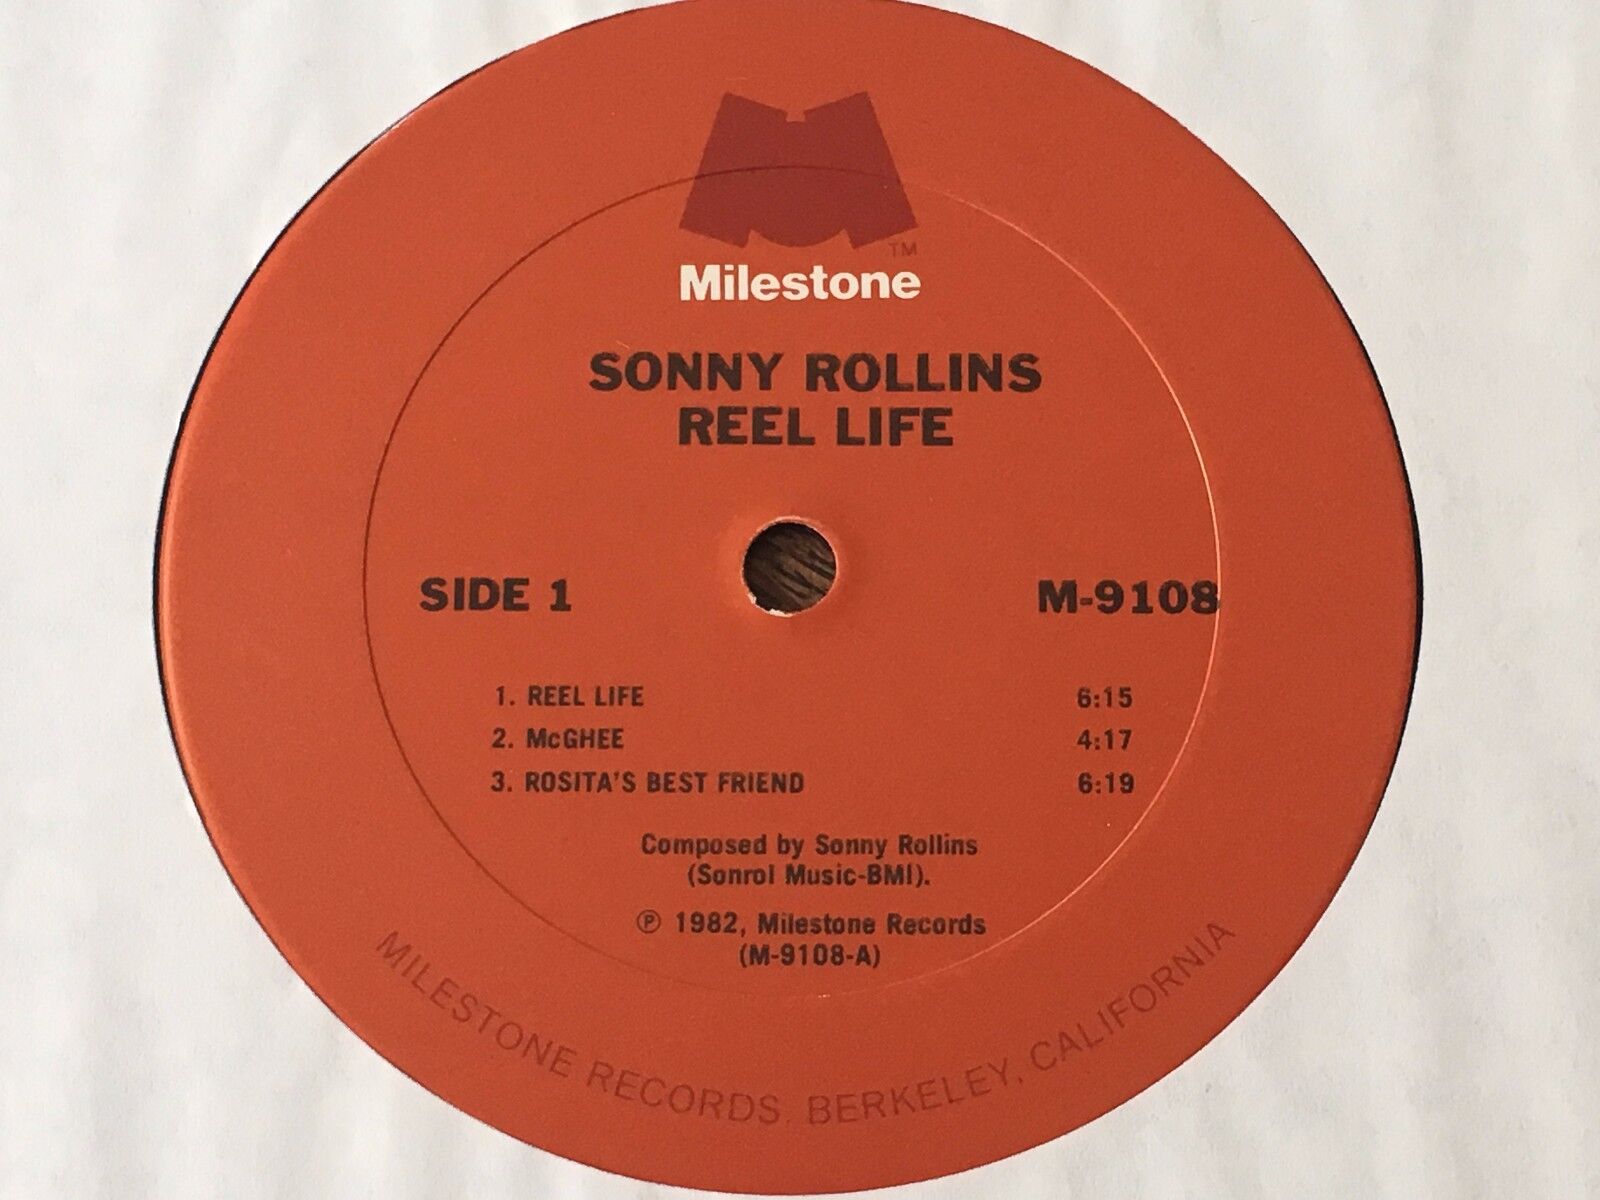 TM
Milestone
SONNY ROLLINS
REEL LIFE
SIDE 1
M-9108
1. REEL LIFE 6:15
2. McGHEE 4:17
3. ROSITA'S BEST FRIEND 6:19
Composed by Sonny Rollins
(Sonrol Music-BMI).
℗ 1982, Milestone Records
(M-9108-A)
MILESTONE RECORDS. BERKELEY. CALIFORNIA